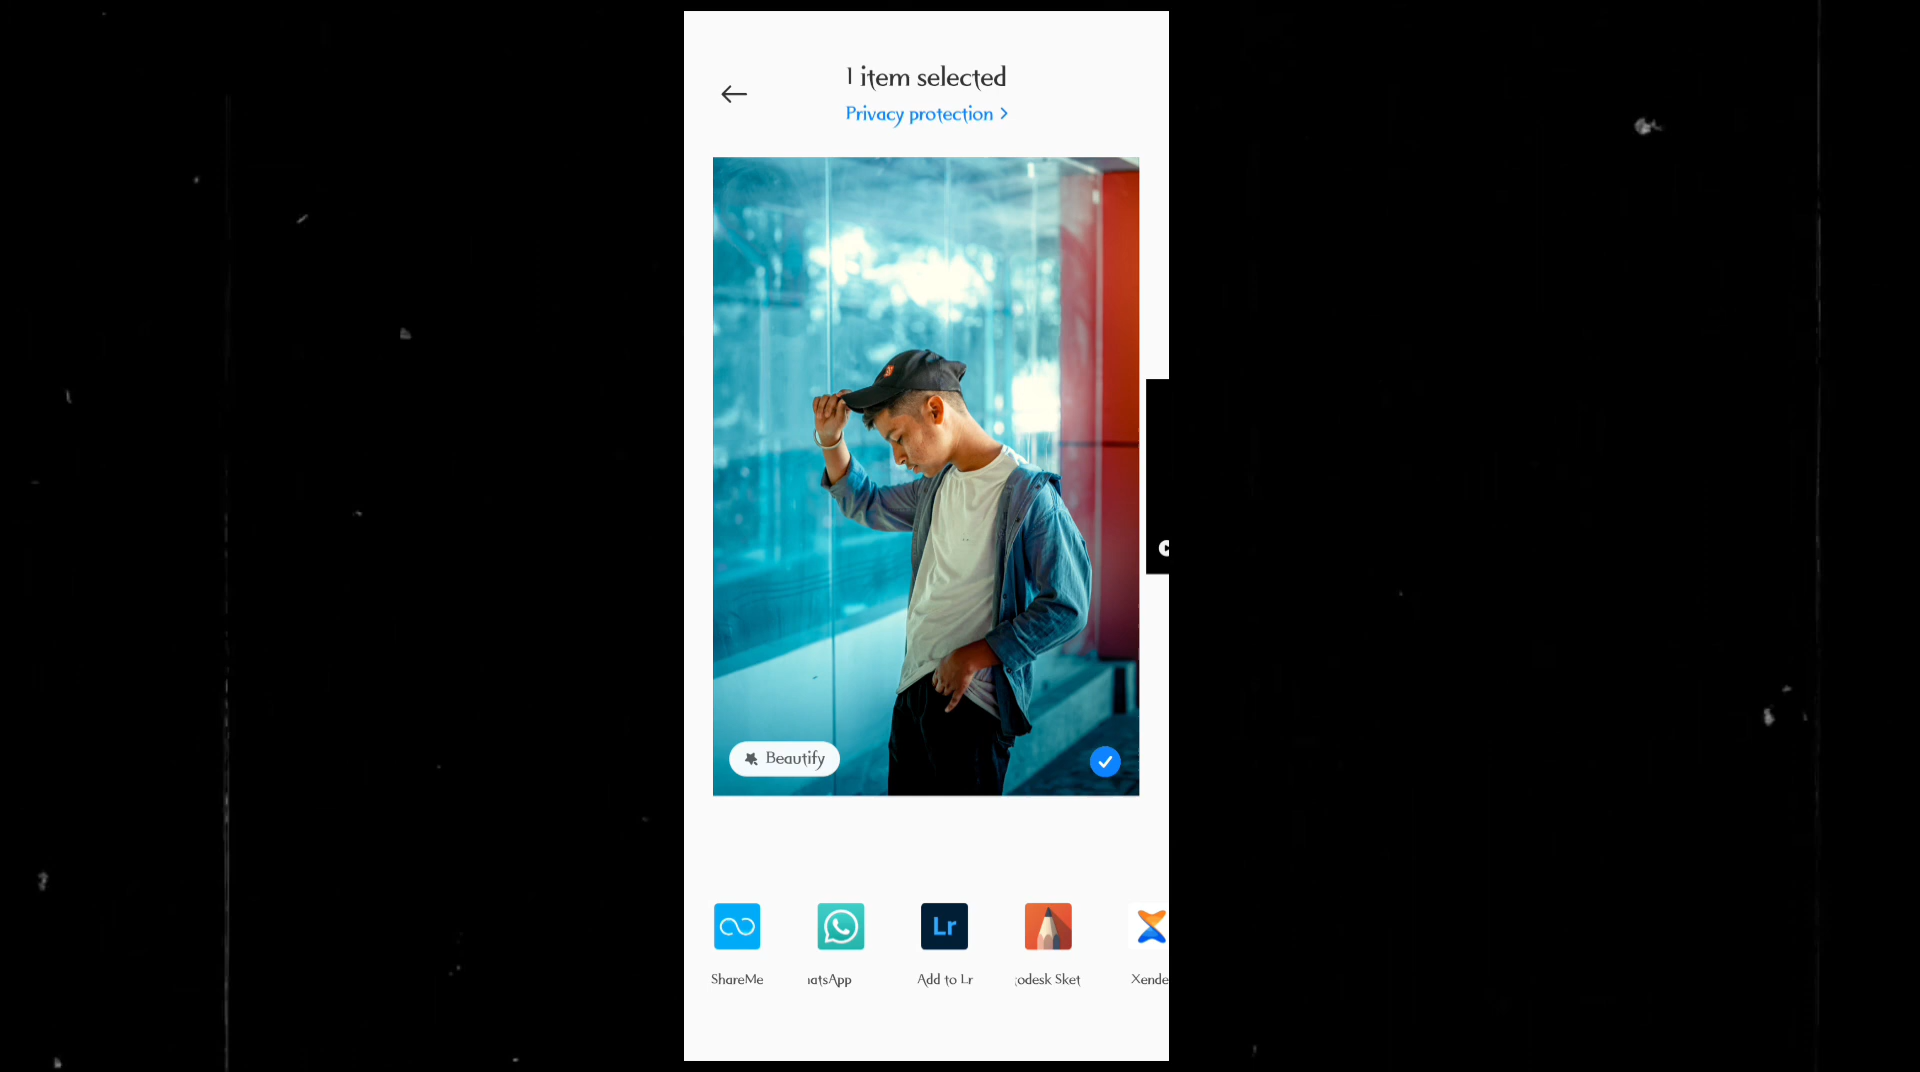 1 item selected
Privacy protection
Beautify
Lr
ShareMe
atsApp
Add to Lr
odesk Sket
Xende